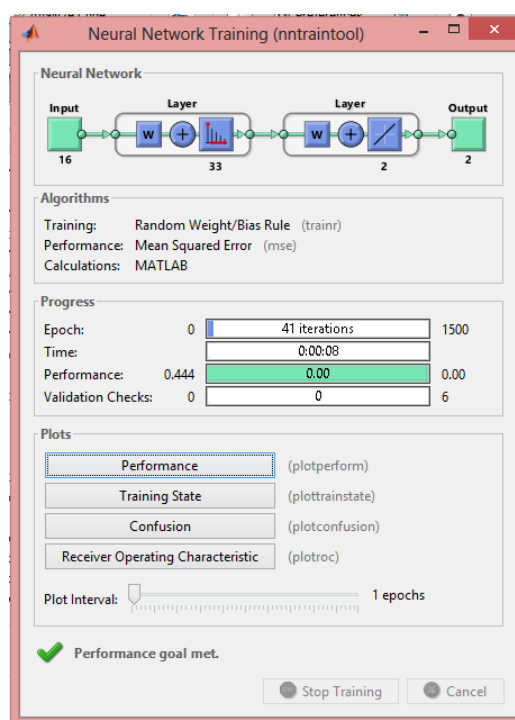 Neural Network Training (nntraintool)
Neural Network
Input Layer Layer Output
W + W +
16 33 2 2
Algorithms
Training: Random Weight/Bias Rule (trainr)
Performance: Mean Squared Error (mse)
Calculations: MATLAB
Progress
Epoch: 0 41 iterations 1500
Time: 0:00:08
Performance: 0.444 0.00 0.00
Validation Checks: 0 0 6
Plots
Performance (plotperform)
Training State (plottrainstate)
Confusion (plotconfusion)
Receiver Operating Characteristic (plotroc)
Plot Interval: 1 epochs
Performance goal met.
Stop Training Cancel